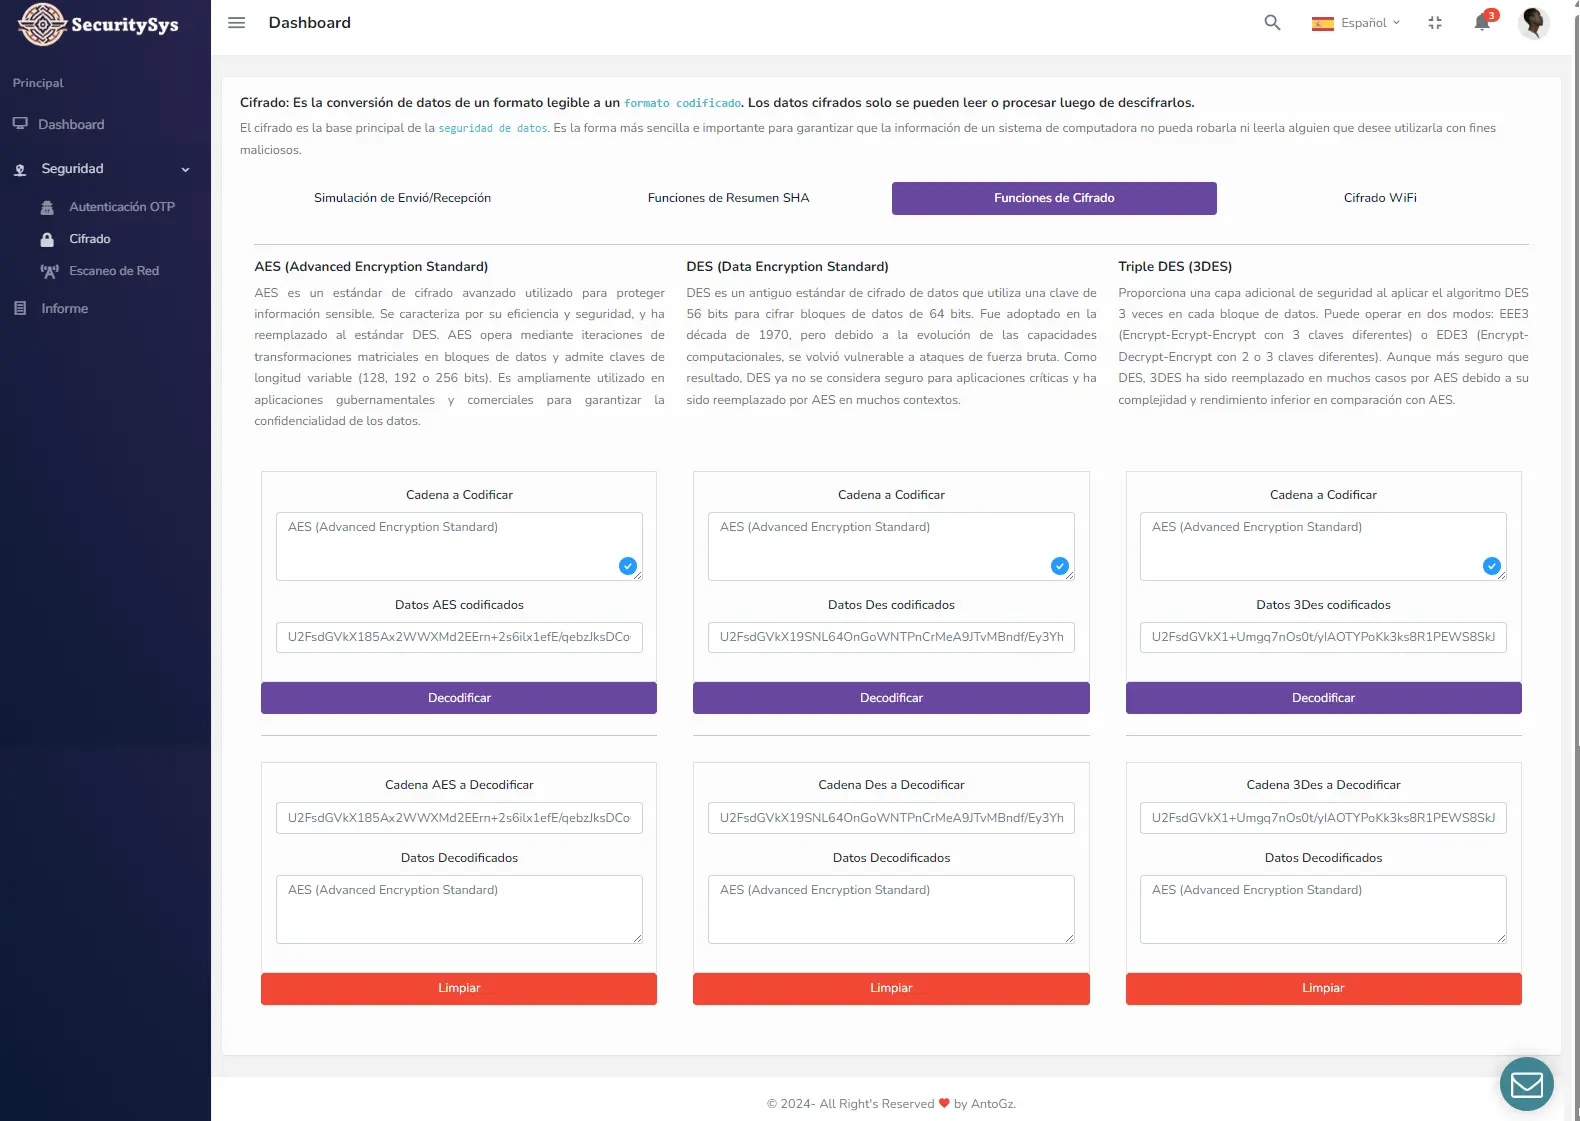 SecuritySys
Dashboard
Español
3
Principal
Dashboard
Seguridad
Autenticación OTP
Cifrado
Escaneo de Red
Informe
Cifrado: Es la conversión de datos de un formato legible a un formato codificado. Los datos cifrados solo se pueden leer o procesar luego de descifrarlos.
El cifrado es la base principal de la seguridad de datos. Es la forma más sencilla e importante para garantizar que la información de un sistema de computadora no pueda robarla ni leerla alguien que desee utilizarla con fines
maliciosos.
Simulación de Envió/Recepción
Funciones de Resumen SHA
Funciones de Cifrado
Cifrado WiFi
AES (Advanced Encryption Standard)
AES es un estándar de cifrado avanzado utilizado para proteger
información sensible. Se caracteriza por su eficiencia y seguridad, y ha
reemplazado al estándar DES. AES opera mediante iteraciones de
transformaciones matriciales en bloques de datos y admite claves de
longitud variable (128, 192 o 256 bits). Es ampliamente utilizado en
aplicaciones gubernamentales y comerciales para garantizar la
confidencialidad de los datos.
DES (Data Encryption Standard)
DES es un antiguo estándar de cifrado de datos que utiliza una clave de
56 bits para cifrar bloques de datos de 64 bits. Fue adoptado en la
década de 1970, pero debido a la evolución de las capacidades
computacionales, se volvió vulnerable a ataques de fuerza bruta. Como
resultado, DES ya no se considera seguro para aplicaciones críticas y ha
sido reemplazado por AES en muchos contextos.
Triple DES (3DES)
Proporciona una capa adicional de seguridad al aplicar el algoritmo DES
3 veces en cada bloque de datos. Puede operar en dos modos: EEE3
(Encrypt-Ecrypt-Encrypt con 3 claves diferentes) o EDE3 (Encrypt-
Decrypt-Encrypt con 2 o 3 claves diferentes). Aunque más seguro que
DES, 3DES ha sido reemplazado en muchos casos por AES debido a su
complejidad y rendimiento inferior en comparación con AES.
Cadena a Codificar
AES (Advanced Encryption Standard)
Datos AES codificados
U2FsdGVkX185Ax2WWXMd2EErn+2s6ilx1efE/qebzJksDCo
Decodificar
Cadena a Codificar
AES (Advanced Encryption Standard)
Datos Des codificados
U2FsdGVkX19SNL64OnGoWNTPnCrMeA9JTvMBndf/Ey3Yh
Decodificar
Cadena a Codificar
AES (Advanced Encryption Standard)
Datos 3Des codificados
U2FsdGVkX1+Umgq7nOs0t/yIAOTYPoKk3ks8R1PEWS8SkJ
Decodificar
Cadena AES a Decodificar
U2FsdGVkX185Ax2WWXMd2EErn+2s6ilx1efE/qebzJksDCo
Datos Decodificados
AES (Advanced Encryption Standard)
Limpiar
Cadena Des a Decodificar
U2FsdGVkX19SNL64OnGoWNTPnCrMeA9JTvMBndf/Ey3Yh
Datos Decodificados
AES (Advanced Encryption Standard)
Limpiar
Cadena 3Des a Decodificar
U2FsdGVkX1+Umgq7nOs0t/yIAOTYPoKk3ks8R1PEWS8SkJ
Datos Decodificados
AES (Advanced Encryption Standard)
Limpiar
© 2024- All Right's Reserved ❤ by AntoGz.